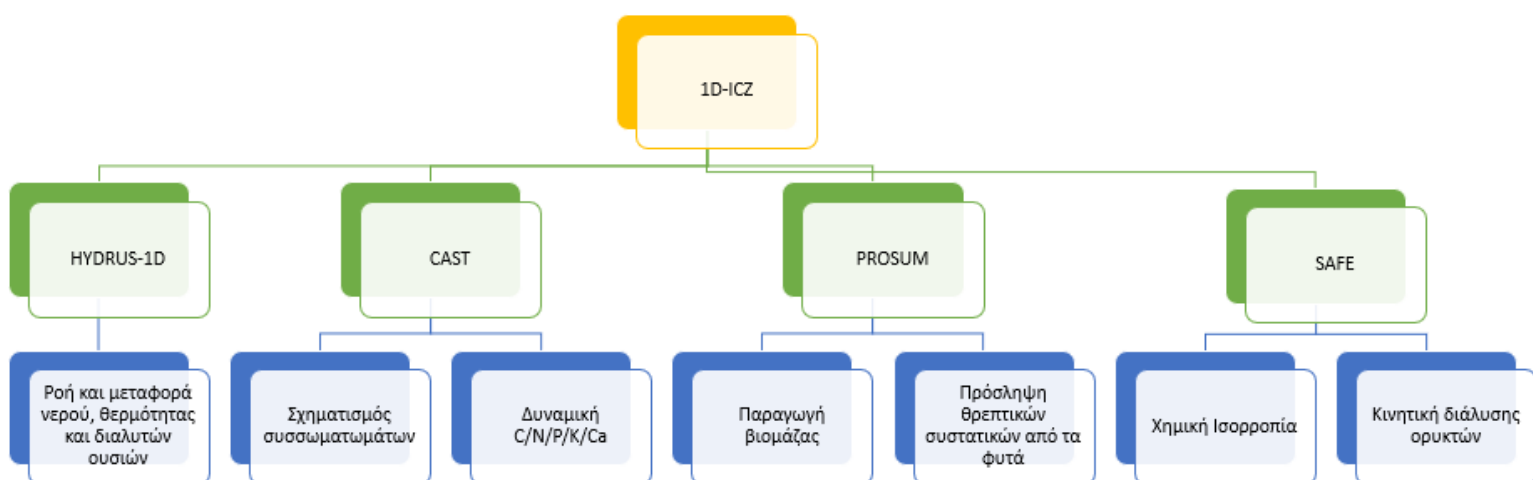 1D-ICZ
HYDRUS-1D
CAST
PROSUM
SAFE
Ροή και μεταφορά
νερού, θερμότητας
και διαλυτών
ουσιών
Σχηματισμός
συσσωματωμάτων
Δυναμική
C/N/P/K/Ca
Παραγωγή
βιομάζας
Πρόσληψη
θρεπτικών
συστατικών από τα
φυτά
Χημική Ισορροπία
Κινητική διάλυσης
ορυκτών